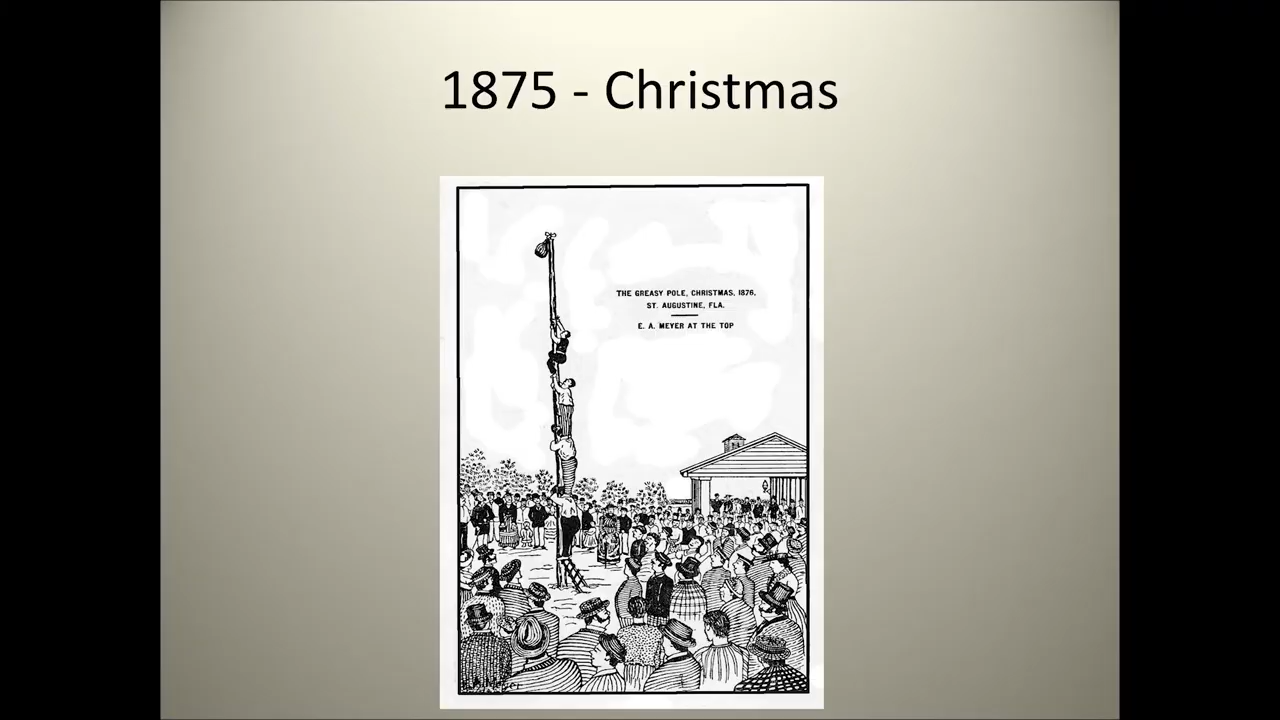 1875 - Christmas
THE GREASY POLE, CHRISTMAS, 1876,
ST. AUGUSTINE, FLA.
E. A. MEYER AT THE TOP